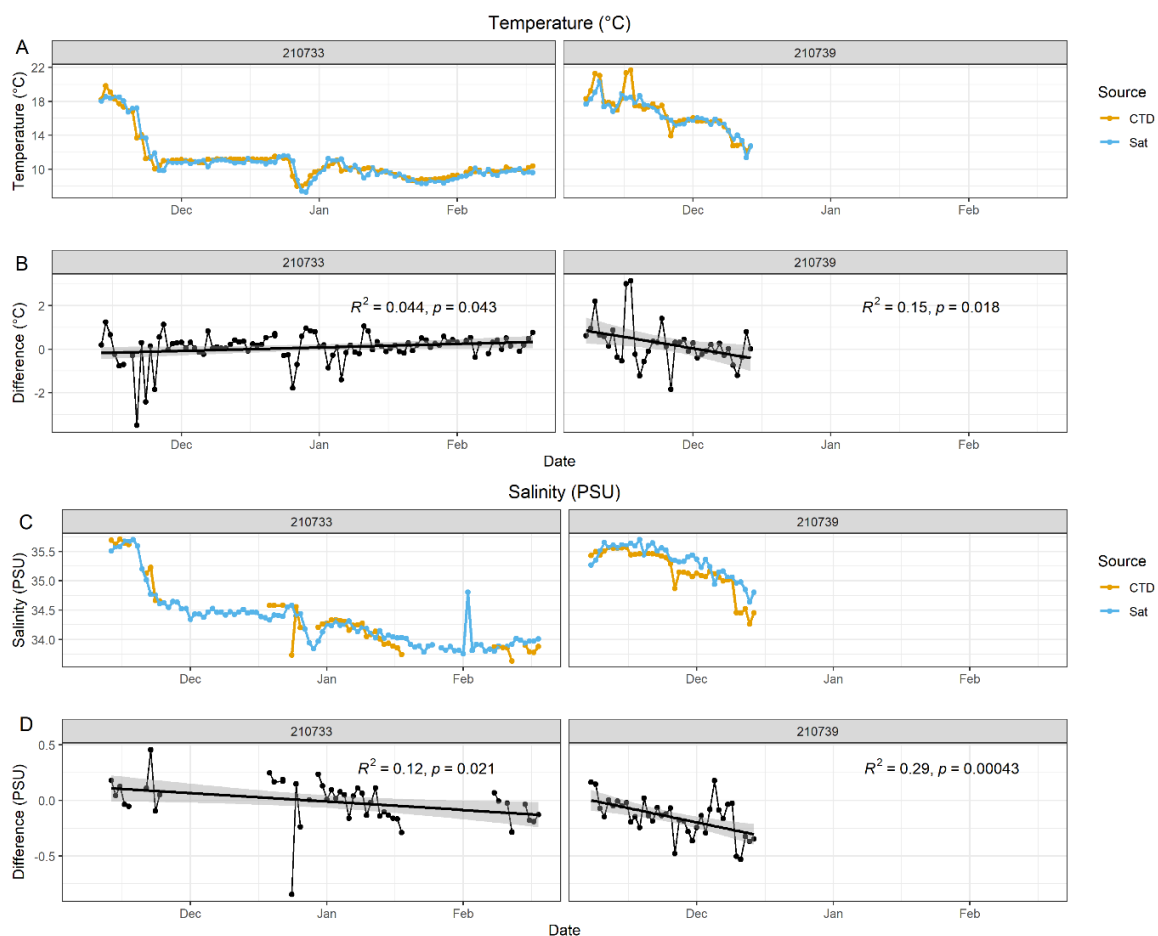 Temperature (°C)
A
210733
210739
Temperature (°C)
22
18
14
10
Dec
Jan
Feb
Dec
Jan
Feb
Source
CTD
Sat
B
210733
210739
Difference (°C)
2
0
-2
R² = 0.044, p = 0.043
R² = 0.15, p = 0.018
Dec
Jan
Feb
Dec
Jan
Feb
Date
Salinity (PSU)
C
210733
210739
Salinity (PSU)
35.5
35.0
34.5
34.0
Dec
Jan
Feb
Dec
Jan
Feb
Source
CTD
Sat
D
210733
210739
Difference (PSU)
0.5
0.0
-0.5
R² = 0.12, p = 0.021
R² = 0.29, p = 0.00043
Dec
Jan
Feb
Dec
Jan
Feb
Date